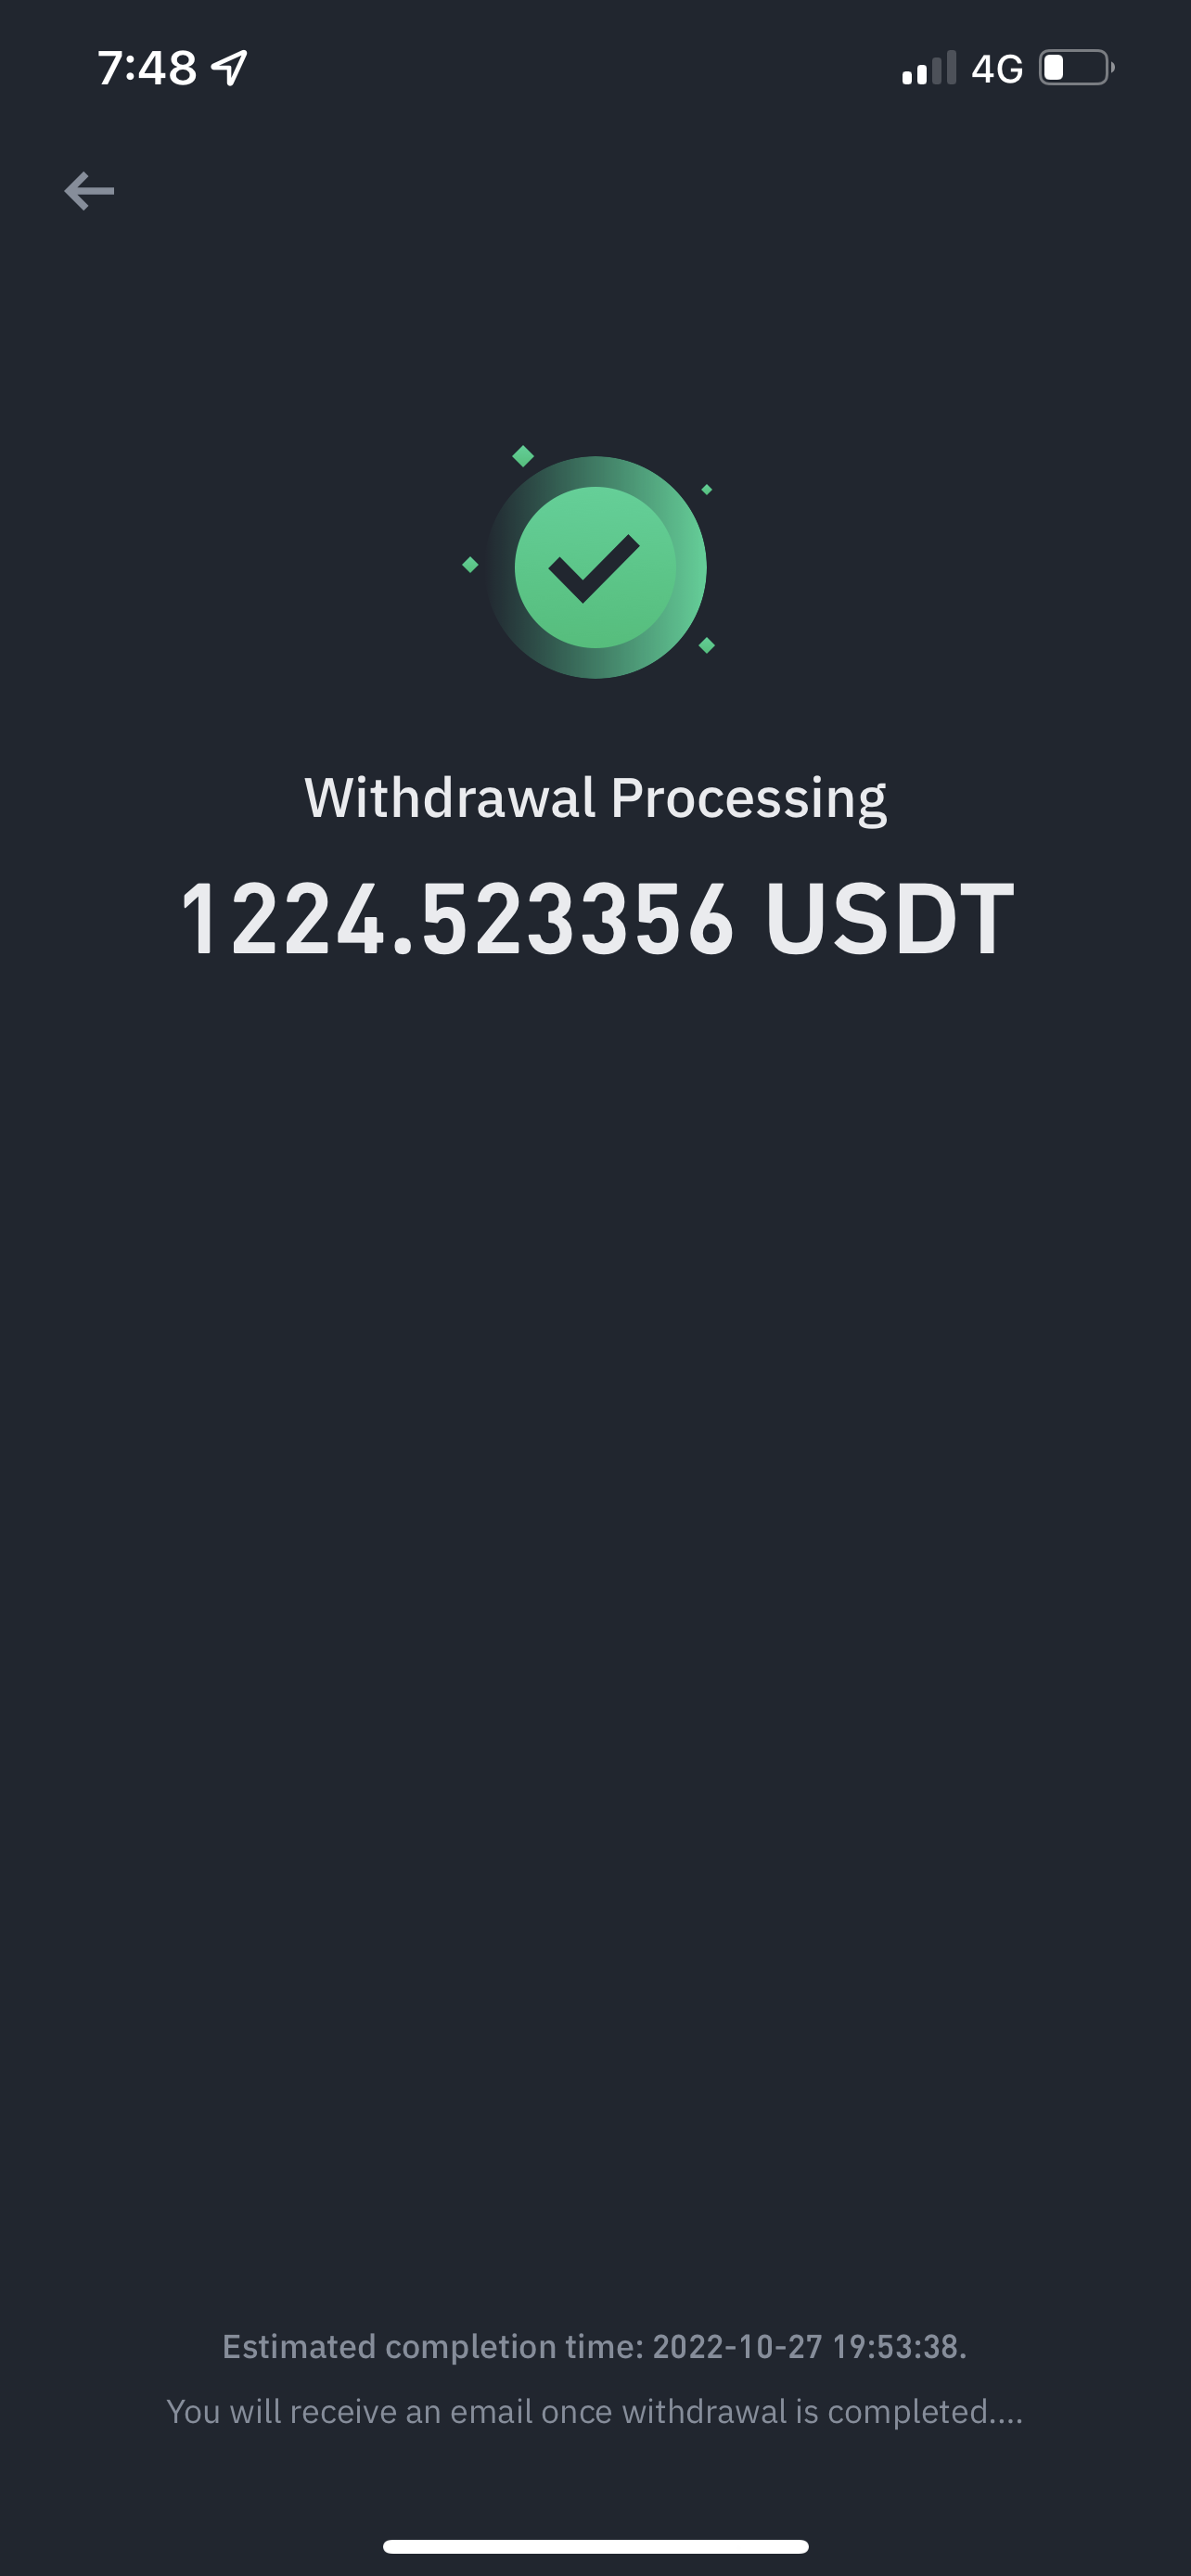 7:48 4G
Withdrawal Processing
1224.523356 USDT
Estimated completion time: 2022-10-27 19:53:38.
You will receive an email once withdrawal is completed....